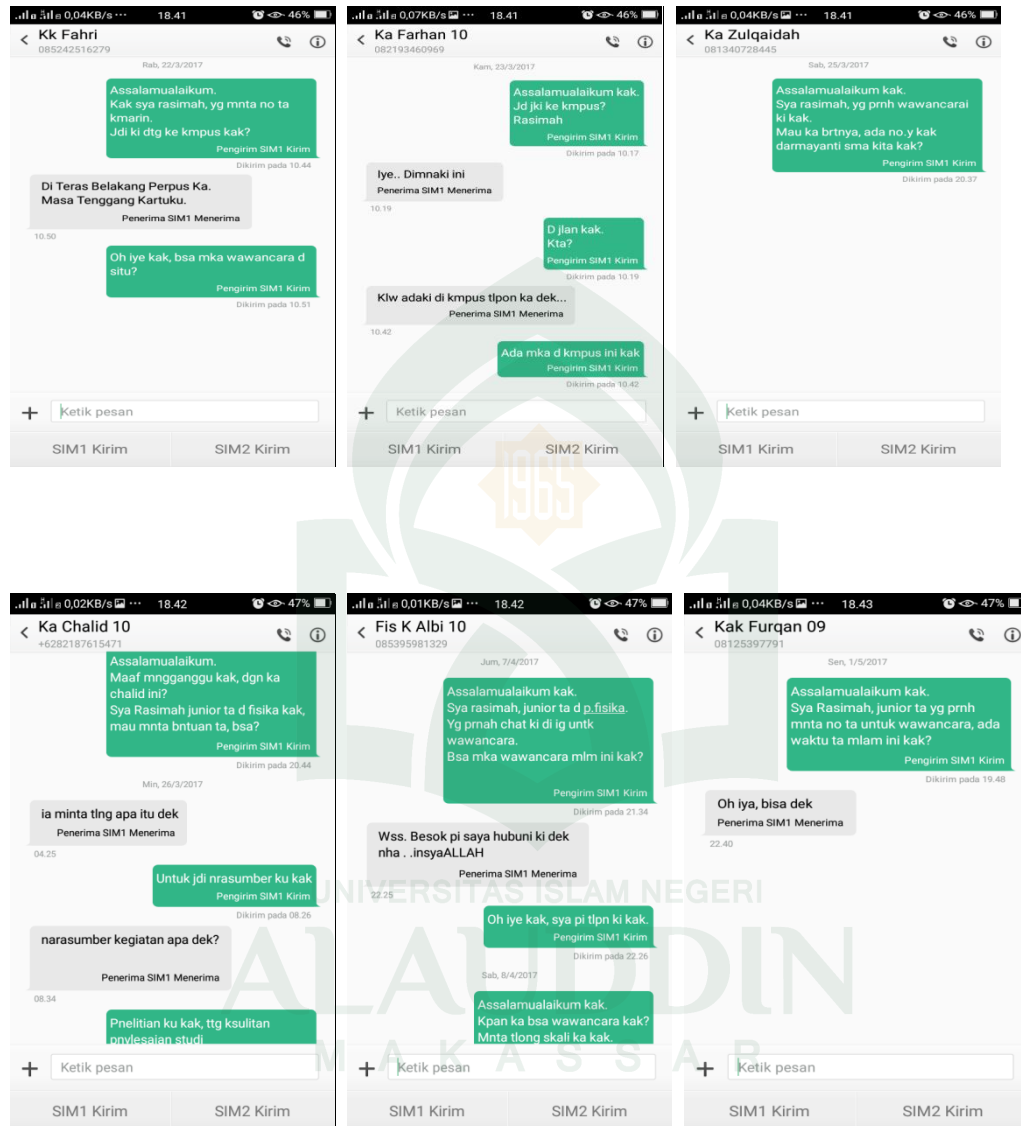 0,04KB/s ··· 18.41 46%
Kk Fahri
085242516279
Rab, 22/3/2017
Assalamualaikum.
Kak sya rasimah, yg mnta no ta
kmarin.
Jdi ki dtg ke kmpus kak?
Pengirim SIM1 Kirim
Dikirim pada 10.44
Di Teras Belakang Perpus Ka.
Masa Tenggang Kartuku.
Penerima SIM1 Menerima
10.50
Oh iye kak, bsa mka wawancara d
situ?
Pengirim SIM1 Kirim
Dikirim pada 10.51
Ketik pesan
SIM1 Kirim SIM2 Kirim
0,07KB/s ··· 18.41 46%
Ka Farhan 10
082193460969
Kam, 23/3/2017
Assalamualaikum kak.
Jd jki ke kmpus?
Rasimah
Pengirim SIM1 Kirim
Dikirim pada 10.17
Iye.. Dimnaki ini
Penerima SIM1 Menerima
10.19
D jlan kak.
Kta?
Pengirim SIM1 Kirim
Dikirim pada 10.19
Klw adaki di kmpus tlpon ka dek...
Penerima SIM1 Menerima
10.42
Ada mka d kmpus ini kak
Pengirim SIM1 Kirim
Dikirim pada 10.42
Ketik pesan
SIM1 Kirim SIM2 Kirim
0,04KB/s ··· 18.41 46%
Ka Zulqaidah
081340728445
Sab, 25/3/2017
Assalamualaikum kak.
Sya rasimah, yg prnh wawancarai
ki kak.
Mau ka brtnya, ada no.y kak
darmayanti sma kita kak?
Pengirim SIM1 Kirim
Dikirim pada 20.37
Ketik pesan
SIM1 Kirim SIM2 Kirim
1965
0,02KB/s ··· 18.42 47%
Ka Chalid 10
+6282187615471
Assalamualaikum.
Maaf mngganggu kak, dgn ka
chalid ini?
Sya Rasimah junior ta d fisika kak,
mau mnta bntuan ta, bsa?
Pengirim SIM1 Kirim
Dikirim pada 20.44
Min, 26/3/2017
ia minta tlng apa itu dek
Penerima SIM1 Menerima
04.25
Untuk jdi nrasumber ku kak
Pengirim SIM1 Kirim
Dikirim pada 08.26
narasumber kegiatan apa dek?
Penerima SIM1 Menerima
08.34
Pnelitian ku kak, ttg ksulitan
pnylesaian studi
Ketik pesan
SIM1 Kirim SIM2 Kirim
0,01KB/s ··· 18.42 47%
Fis K Albi 10
085395981329
Jum, 7/4/2017
Assalamualaikum kak.
Sya rasimah, junior ta d p.fisika.
Yg prnah chat ki di ig untk
wawancara.
Bsa mka wawancara mlm ini kak?
Pengirim SIM1 Kirim
Dikirim pada 21.34
Wss. Besok pi saya hubuni ki dek
nha . .insyaALLAH
Penerima SIM1 Menerima
22.25
Oh iye kak, sya pi tlpn ki kak.
Pengirim SIM1 Kirim
Dikirim pada 22.26
Sab, 8/4/2017
Assalamualaikum kak.
Kpan ka bsa wawancara kak?
Mnta tlong skali ka kak.
Ketik pesan
SIM1 Kirim SIM2 Kirim
0,04KB/s ··· 18.43 47%
Kak Furqan 09
08125397791
Sen, 1/5/2017
Assalamualaikum kak.
Sya Rasimah, junior ta yg prnh
mnta no ta untuk wawancara, ada
waktu ta mlam ini kak?
Pengirim SIM1 Kirim
Dikirim pada 19.48
Oh iya, bisa dek
Penerima SIM1 Menerima
22.40
Ketik pesan
SIM1 Kirim SIM2 Kirim
UNIVERSITAS ISLAM NEGERI
ALAUDDIN
MAKASSAR